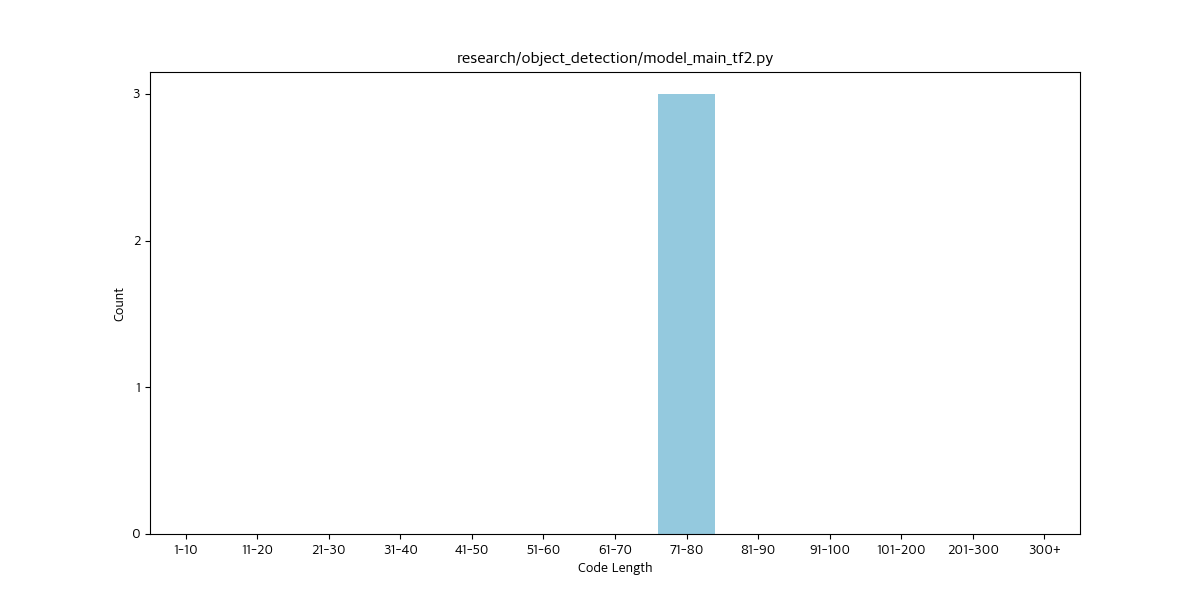 research/object_detection/model_main_tf2.py
3
2
1
0
Count
1-10 11-20 21-30 31-40 41-50 51-60 61-70 71-80 81-90 91-100 101-200 201-300 300+
Code Length